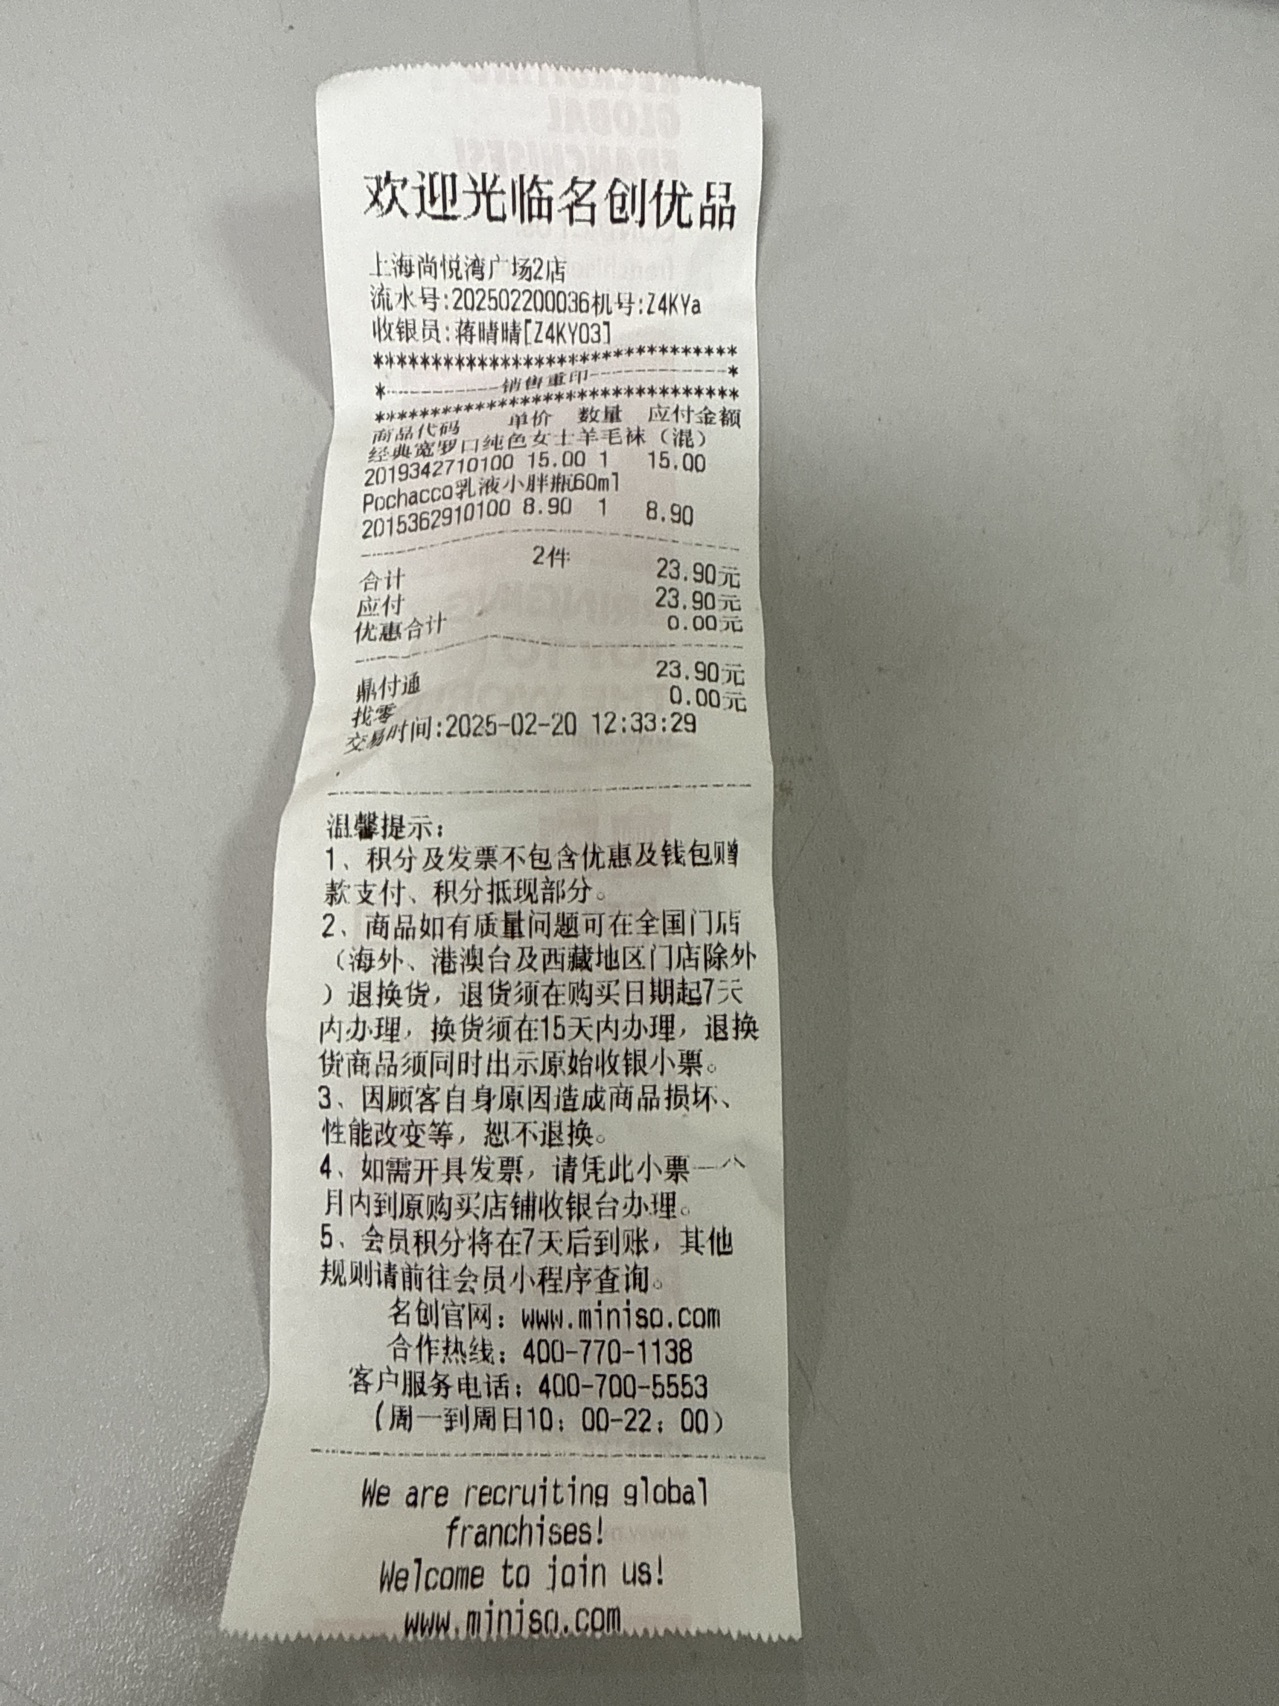 欢迎光临名创优品
上海尚悦湾广场2店
流水号:202502200036机号:Z4KYa
收银员:蒋晴晴[Z4KY03]
*********************************
*------------销售重印---------------*
*********************************
商品代码 单价 数量 应付金额
经典宽罗口纯色女士羊毛袜（混）
2019342710100 15.00 1 15.00
Pochacco乳液小胖瓶60ml
2015362910100 8.90 1 8.90
2件
合计 23.90元
应付 23.90元
优惠合计 0.00元
鼎付通 23.90元
找零 0.00元
交易时间:2025-02-20 12:33:29
温馨提示：
1、积分及发票不包含优惠及钱包赠
款支付、积分抵现部分。
2、商品如有质量问题可在全国门店
（海外、港澳台及西藏地区门店除外
）退换货，退货须在购买日期起7天
内办理，换货须在15天内办理，退换
货商品须同时出示原始收银小票。
3、因顾客自身原因造成商品损坏、
性能改变等，恕不退换。
4、如需开具发票，请凭此小票一个
月内到原购买店铺收银台办理。
5、会员积分将在7天后到账，其他
规则请前往会员小程序查询。
名创官网：www.miniso.com
合作热线：400-770-1138
客户服务电话：400-700-5553
（周一到周日10：00-22：00）
We are recruiting global
franchises!
Welcome to join us!
www.miniso.com